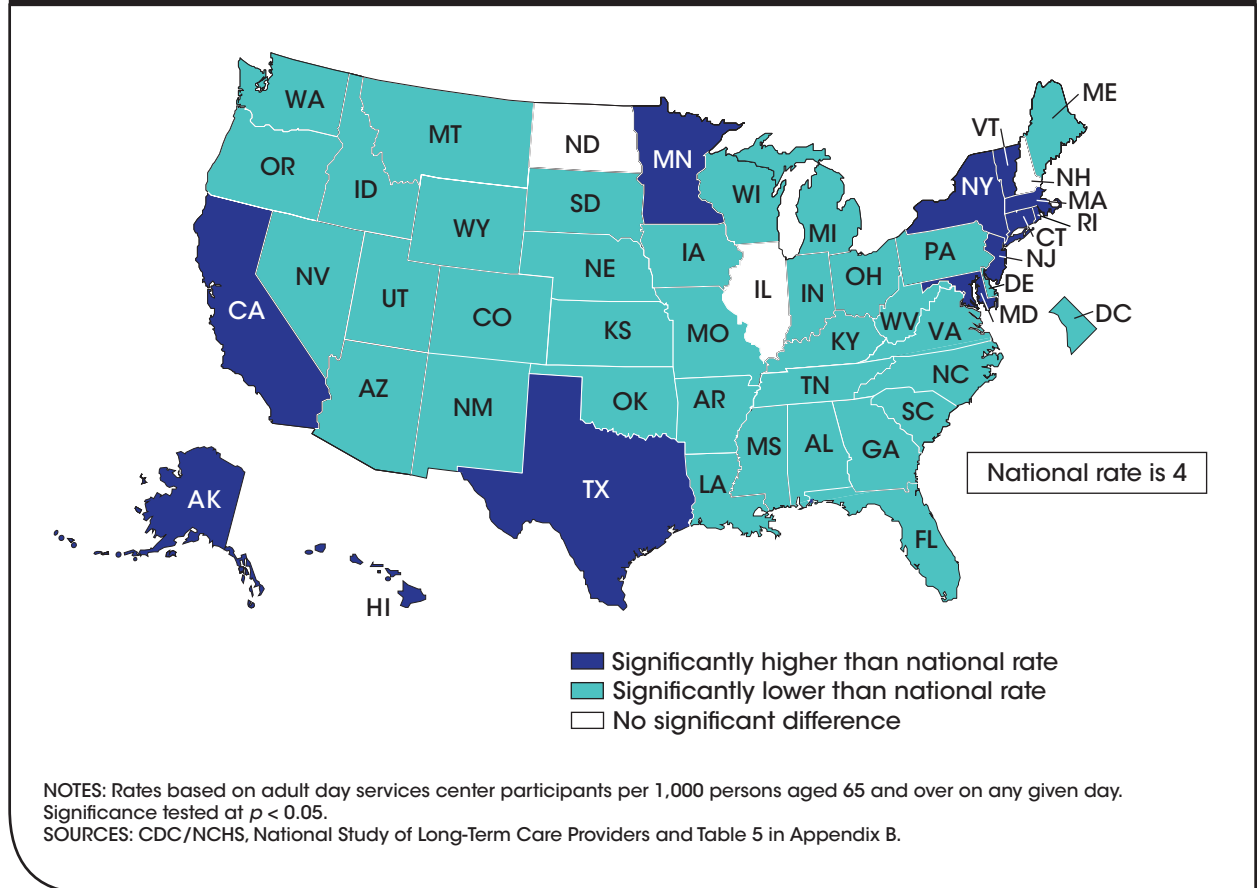 WA
MT
ND
MN
ME
VT
OR
ID
SD
WI
NY
NH
MA
RI
WY
MI
CT
IA
PA
NJ
NE
NV
OH
DE
UT
IL
IN
CA
CO
MD
DC
WV
VA
KS
MO
KY
AZ
NC
TN
NM
OK
AR
SC
MS
AL
GA
National rate is 4
LA
TX
AK
FL
HI
Significantly higher than national rate
Significantly lower than national rate
No significant difference
NOTES: Rates based on adult day services center participants per 1,000 persons aged 65 and over on any given day.
Significance tested at p < 0.05.
SOURCES: CDC/NCHS, National Study of Long-Term Care Providers and Table 5 in Appendix B.